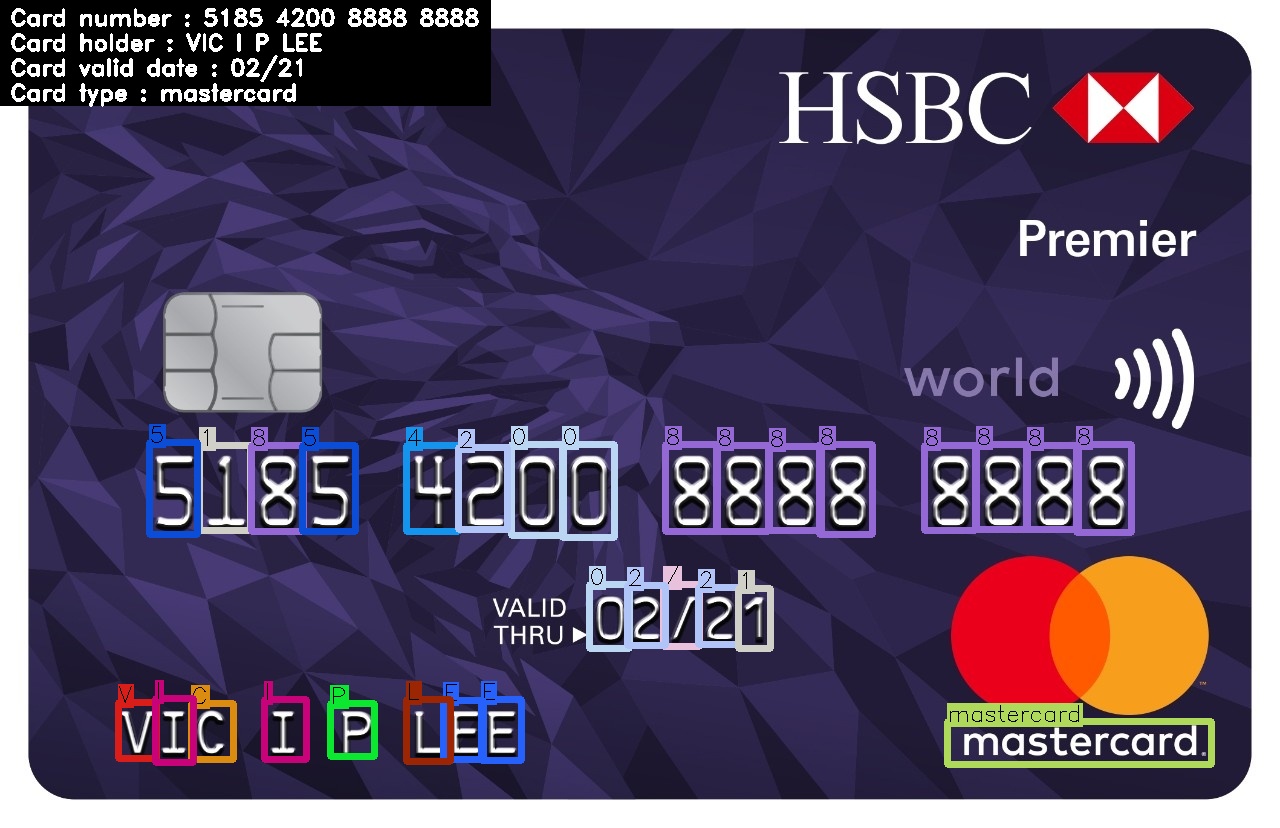 Card number : 5185 4200 8888 8888
Card holder : VIC I P LEE
Card valid date : 02/21
Card type : mastercard
HSBC
Premier
world
5 1 8 5 4 2 0 0 8 8 8 8 8 8 8 8
5185 4200 8888 8888
0 2 / 2 1
VALID
THRU 02/21
V I C I P L E E
VIC I P LEE
mastercard
mastercard.